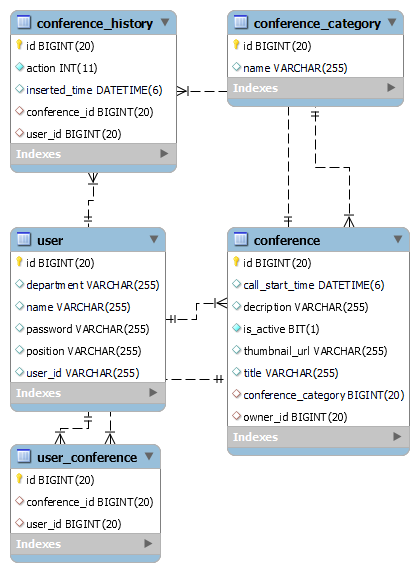 conference_history
id BIGINT(20)
action INT(11)
inserted_time DATETIME(6)
conference_id BIGINT(20)
user_id BIGINT(20)
Indexes
conference_category
id BIGINT(20)
name VARCHAR(255)
Indexes
user
id BIGINT(20)
department VARCHAR(255)
name VARCHAR(255)
password VARCHAR(255)
position VARCHAR(255)
user_id VARCHAR(255)
Indexes
conference
id BIGINT(20)
call_start_time DATETIME(6)
decription VARCHAR(255)
is_active BIT(1)
thumbnail_url VARCHAR(255)
title VARCHAR(255)
conference_category BIGINT(20)
owner_id BIGINT(20)
Indexes
user_conference
id BIGINT(20)
conference_id BIGINT(20)
user_id BIGINT(20)
Indexes